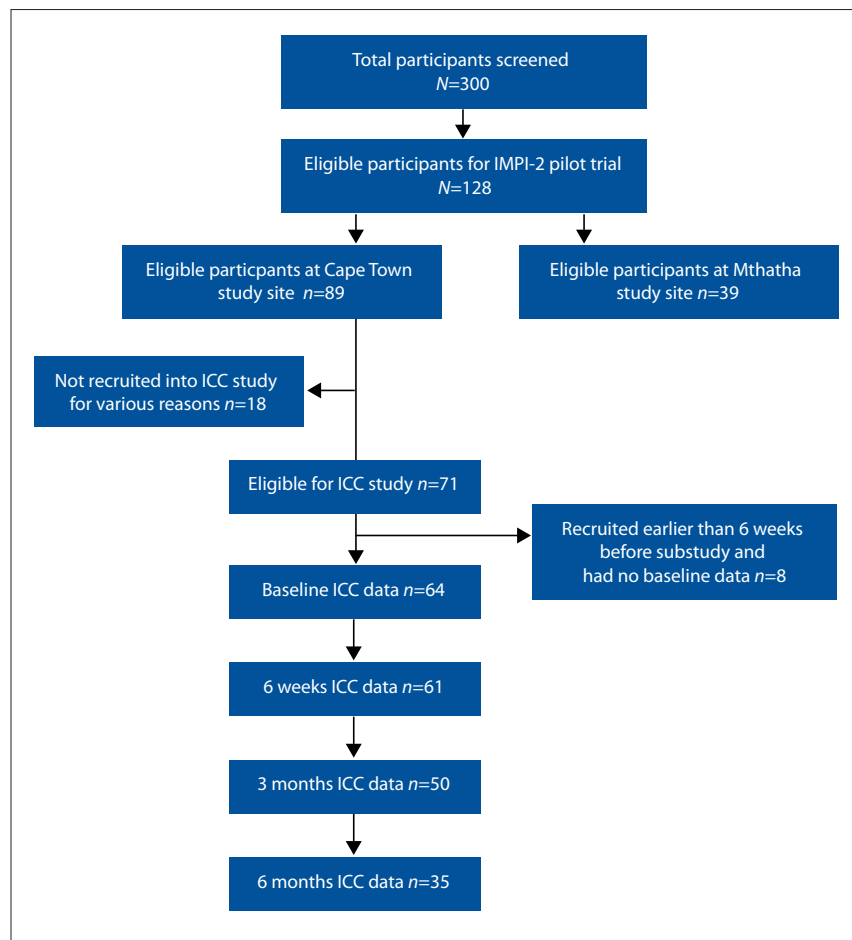 Total participants screened
N=300
Eligible participants for IMPI-2 pilot trial
N=128
Eligible particpants at Cape Town
study site n=89
Eligible participants at Mthatha
study site n=39
Not recruited into ICC study
for various reasons n=18
Eligible for ICC study n=71
Recruited earlier than 6 weeks
before substudy and
had no baseline data n=8
Baseline ICC data n=64
6 weeks ICC data n=61
3 months ICC data n=50
6 months ICC data n=35